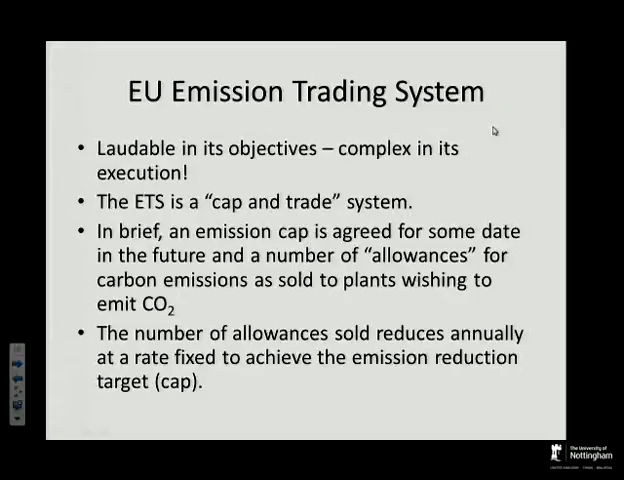 EU Emission Trading System
• Laudable in its objectives – complex in its
execution!
• The ETS is a “cap and trade” system.
• In brief, an emission cap is agreed for some date
in the future and a number of “allowances” for
carbon emissions as sold to plants wishing to
emit CO₂
• The number of allowances sold reduces annually
at a rate fixed to achieve the emission reduction
target (cap).
The University of
Nottingham